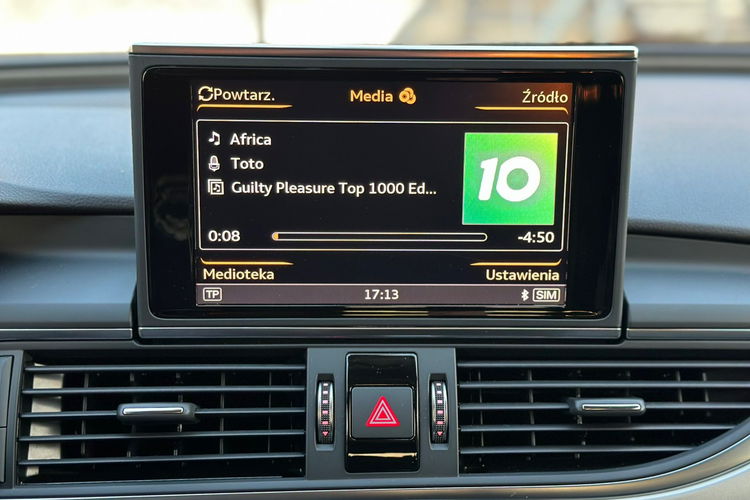 Powtarz.
Media
Źródło
Africa
Toto
Guilty Pleasure Top 1000 Ed...
10
0:08
-4:50
Medioteka
Ustawienia
TP
17:13
SIM